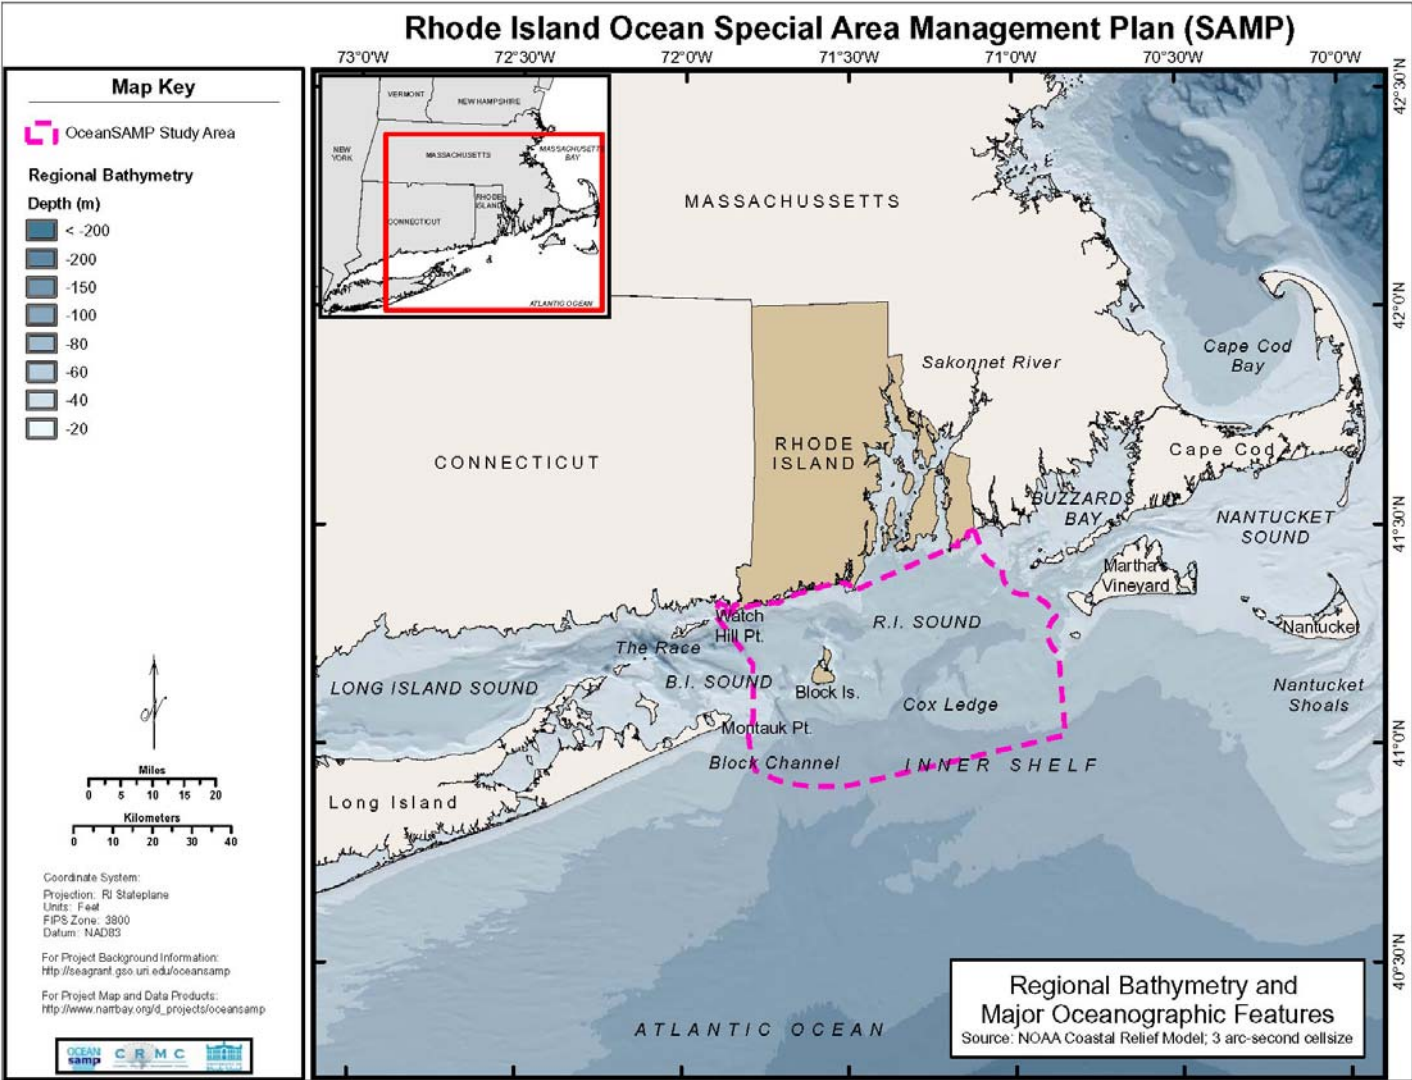 Rhode Island Ocean Special Area Management Plan (SAMP)
73°0'W 72°30'W 72°0'W 71°30'W 71°0'W 70°30'W 70°0'W
Map Key
OceanSAMP Study Area
Regional Bathymetry
Depth (m)
< -200
-200
-150
-100
-80
-60
-40
-20
Miles
0 5 10 15 20
Kilometers
0 10 20 30 40
Coordinate System:
Projection: RI Stateplane
Units: Feet
FIPS Zone: 3800
Datum: NAD83
For Project Background Information:
http://seagrant.gso.uri.edu/oceansamp
For Project Map and Data Products:
http://www.narrbay.org/d_projects/oceansamp
OCEAN
samp
CRMC
VERMONT
NEW HAMPSHIRE
NEW
YORK
MASSACHUSETTS
MASSACHUSETTS
BAY
RHODE
ISLAND
CONNECTICUT
ATLANTIC OCEAN
MASSACHUSSETTS
42°30'N
42°0'N
41°30'N
41°0'N
40°30'N
Cape Cod
Bay
Sakonnet River
RHODE
ISLAND
CONNECTICUT
Cape Cod
BUZZARDS
BAY
NANTUCKET
SOUND
Martha's
Vineyard
Watch
Hill Pt.
R.I. SOUND
Nantucket
The Race
LONG ISLAND SOUND
B.I. SOUND
Block Is.
Cox Ledge
Nantucket
Shoals
Montauk Pt.
Block Channel
INNER SHELF
Long Island
ATLANTIC OCEAN
Regional Bathymetry and
Major Oceanographic Features
Source: NOAA Coastal Relief Model; 3 arc-second cellsize